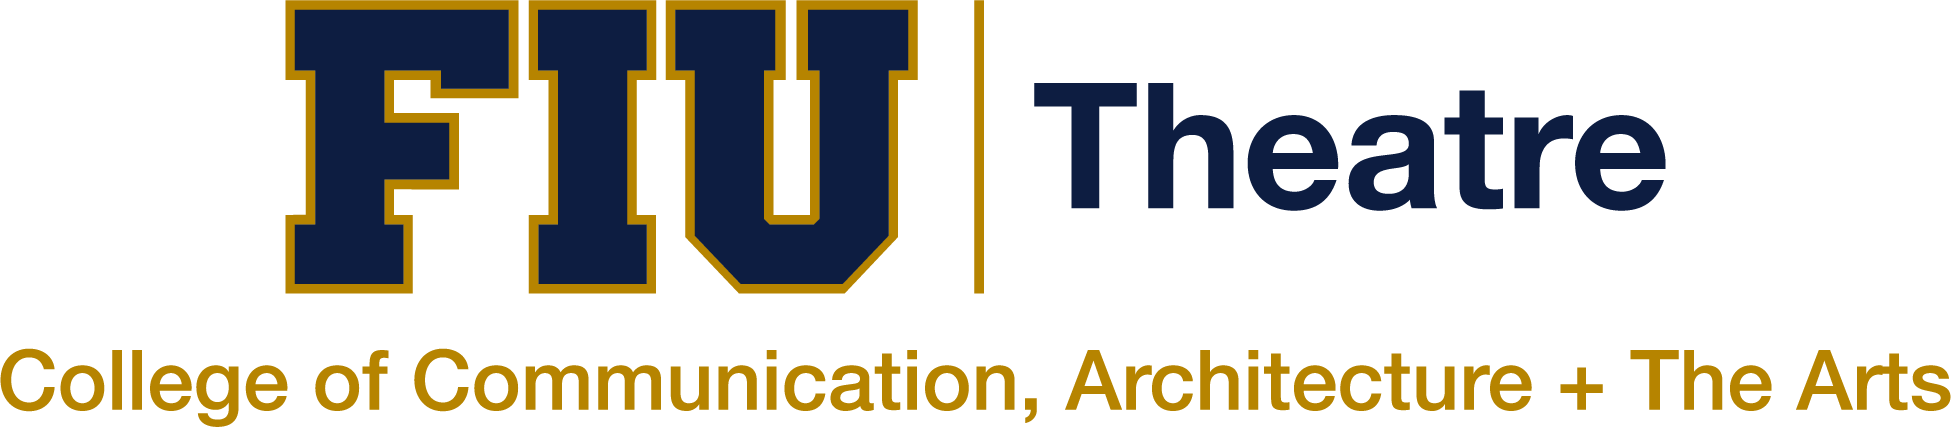 FIU Theatre
College of Communication, Architecture + The Arts